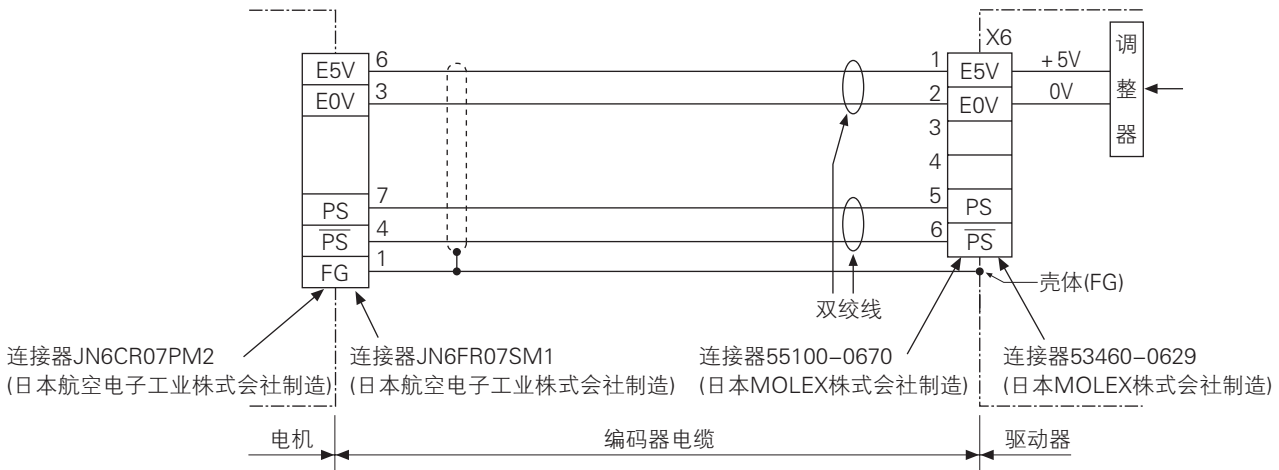 X6
调整器
E5V 6
1 E5V +5V
E0V 3
2 E0V 0V
3
4
PS 7
5 PS
PS 4
6 PS
FG 1
壳体(FG)
双绞线
连接器JN6CR07PM2
(日本航空电子工业株式会社制造)
连接器JN6FR07SM1
(日本航空电子工业株式会社制造)
连接器55100-0670
(日本MOLEX株式会社制造)
连接器53460-0629
(日本MOLEX株式会社制造)
电机
编码器电缆
驱动器